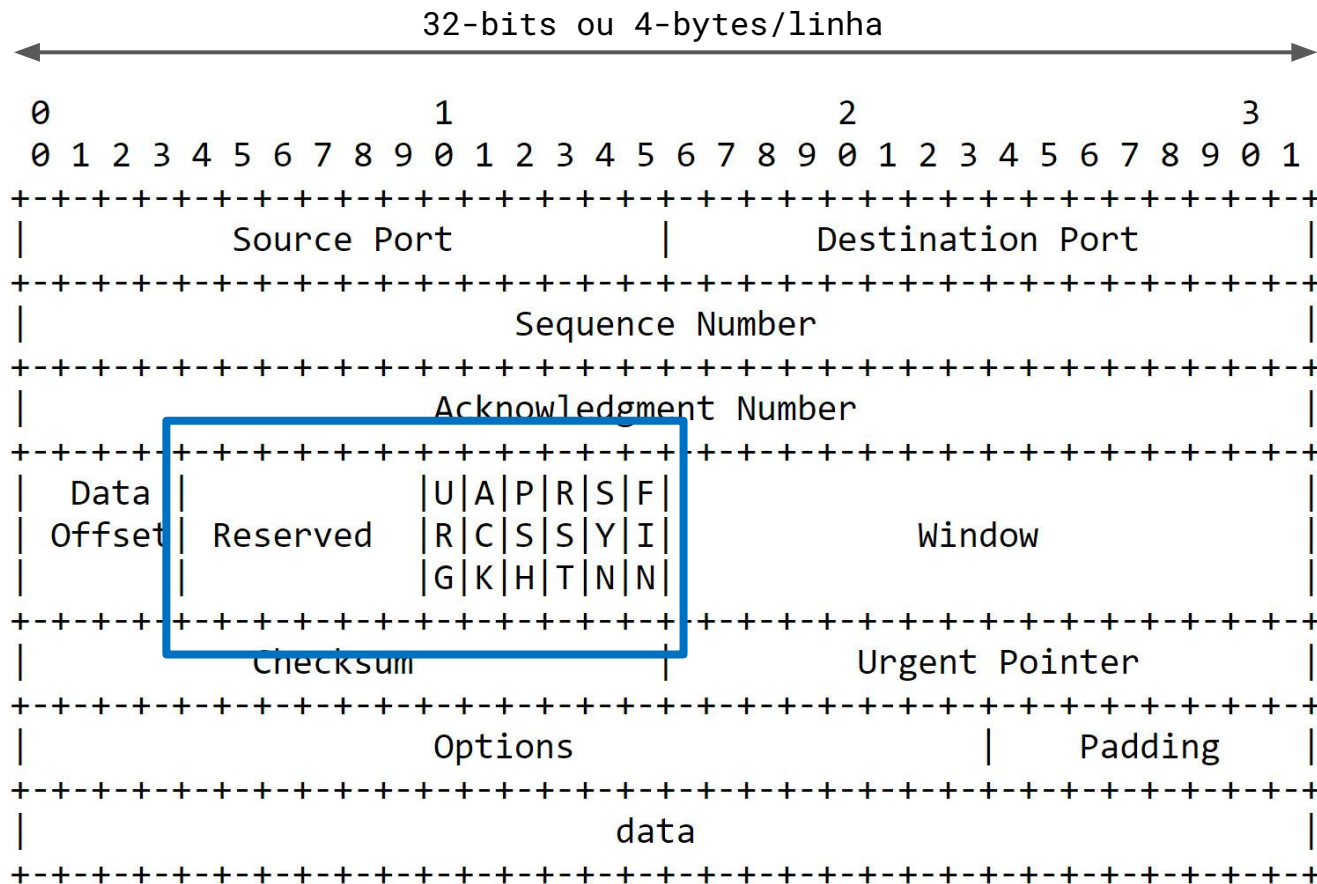 32-bits ou 4-bytes/linha
 0                   1                   2                   3
 0 1 2 3 4 5 6 7 8 9 0 1 2 3 4 5 6 7 8 9 0 1 2 3 4 5 6 7 8 9 0 1
+-+-+-+-+-+-+-+-+-+-+-+-+-+-+-+-+-+-+-+-+-+-+-+-+-+-+-+-+-+-+-+-+
|          Source Port          |       Destination Port        |
+-+-+-+-+-+-+-+-+-+-+-+-+-+-+-+-+-+-+-+-+-+-+-+-+-+-+-+-+-+-+-+-+
|                        Sequence Number                        |
+-+-+-+-+-+-+-+-+-+-+-+-+-+-+-+-+-+-+-+-+-+-+-+-+-+-+-+-+-+-+-+-+
|                    Acknowledgment Number                      |
+-+-+-+-+-+-+-+-+-+-+-+-+-+-+-+-+-+-+-+-+-+-+-+-+-+-+-+-+-+-+-+-+
|  Data |           |U|A|P|R|S|F|                               |
| Offset| Reserved  |R|C|S|S|Y|I|            Window             |
|       |           |G|K|H|T|N|N|                               |
+-+-+-+-+-+-+-+-+-+-+-+-+-+-+-+-+-+-+-+-+-+-+-+-+-+-+-+-+-+-+-+-+
|           Checksum            |         Urgent Pointer        |
+-+-+-+-+-+-+-+-+-+-+-+-+-+-+-+-+-+-+-+-+-+-+-+-+-+-+-+-+-+-+-+-+
|                    Options                    |    Padding    |
+-+-+-+-+-+-+-+-+-+-+-+-+-+-+-+-+-+-+-+-+-+-+-+-+-+-+-+-+-+-+-+-+
|                             data                              |
+-+-+-+-+-+-+-+-+-+-+-+-+-+-+-+-+-+-+-+-+-+-+-+-+-+-+-+-+-+-+-+-+